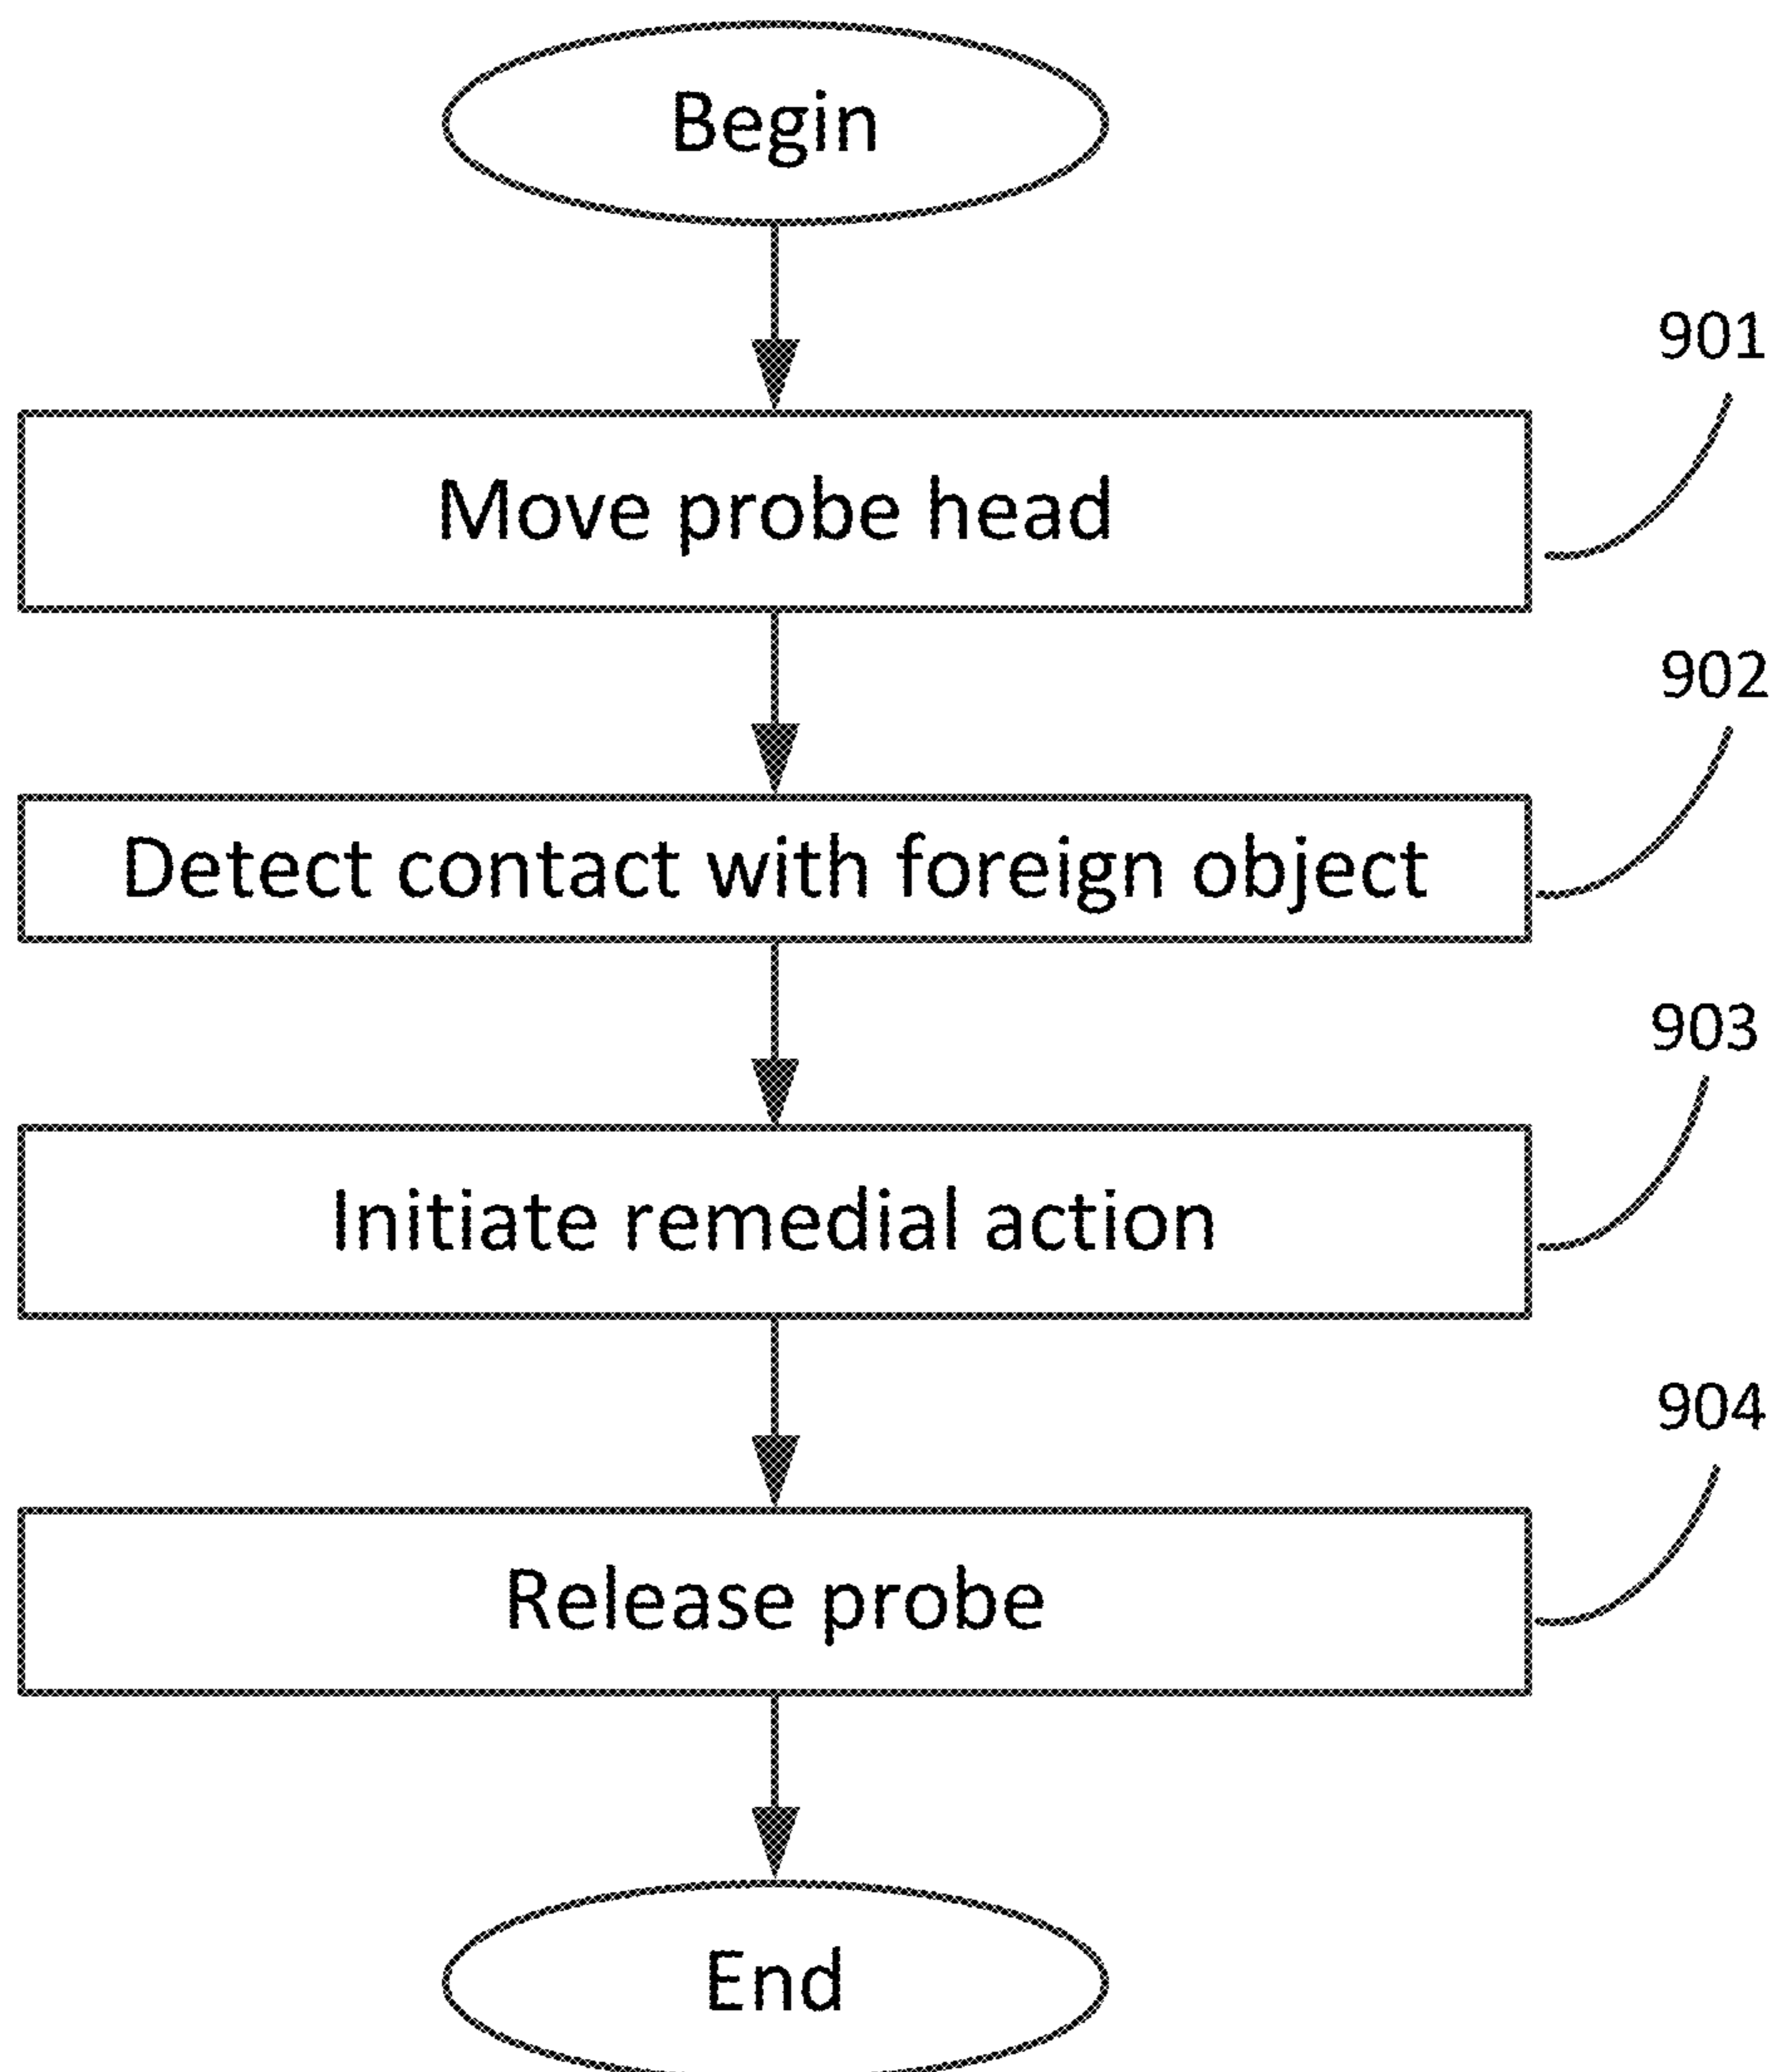 Begin
901
Move probe head
902
Detect contact with foreign object
903
Initiate remedial action
904
Release probe
End